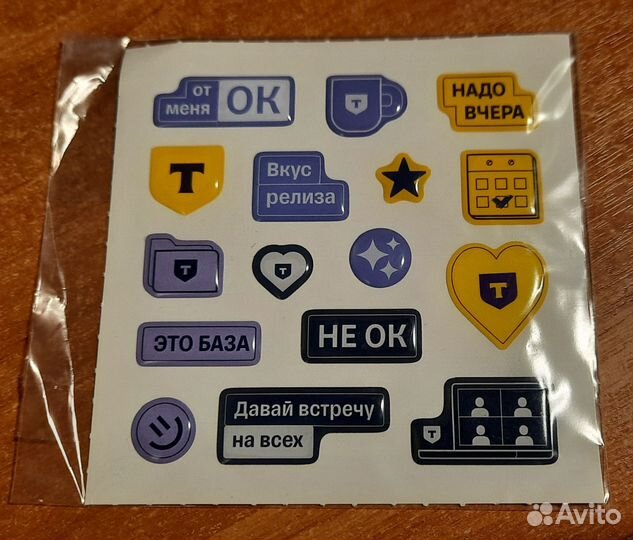 от
меня ОК
T
НАДО
ВЧЕРА
T
Вкус
релиза
T
T
T
ЭТО БАЗА
НЕ ОК
Давай встречу
на всех
T
Avito